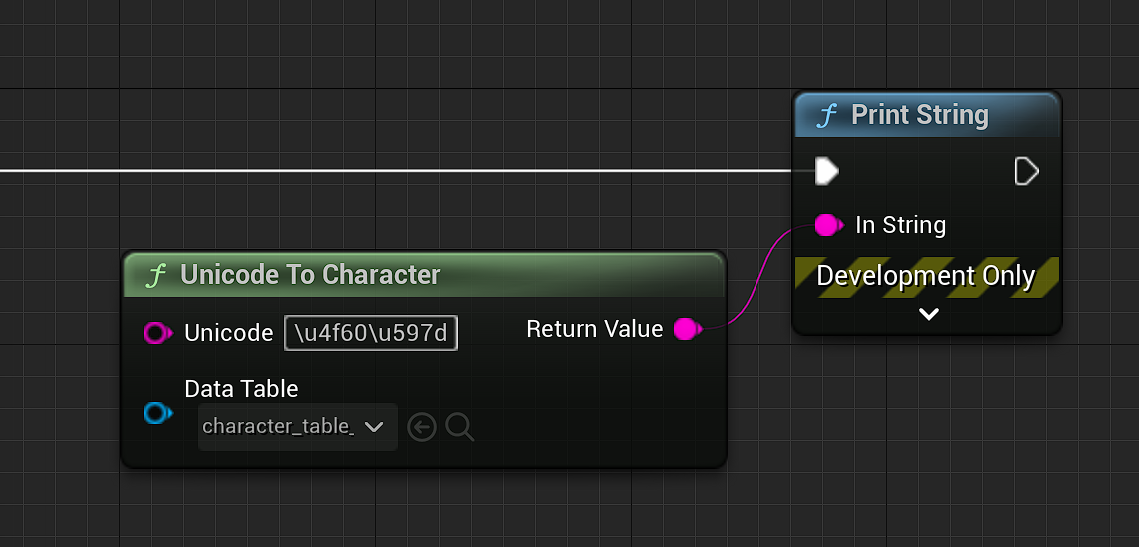 Print String
In String
Development Only
Unicode To Character
Unicode \u4f60\u597d
Return Value
Data Table
character_table_